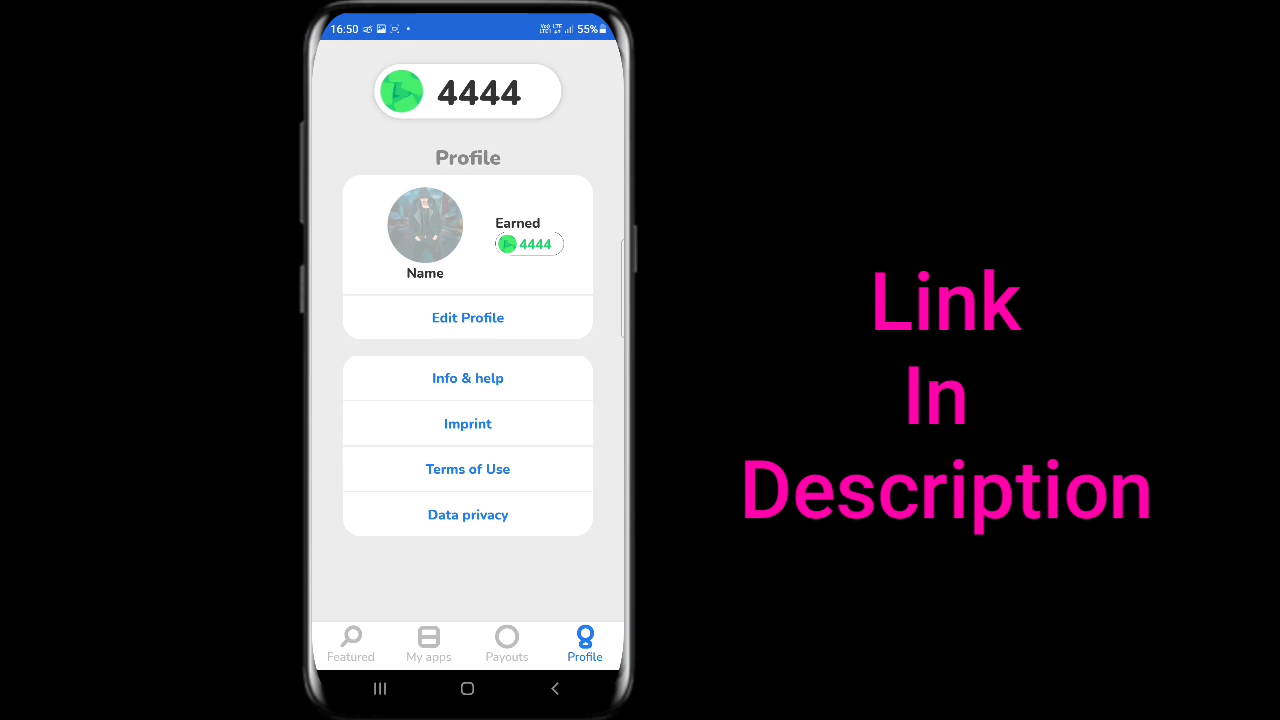 16:50
55%
4444
Profile
Earned
4444
Name
Edit Profile
Info & help
Imprint
Terms of Use
Data privacy
Featured My apps Payouts Profile
Link
In
Description